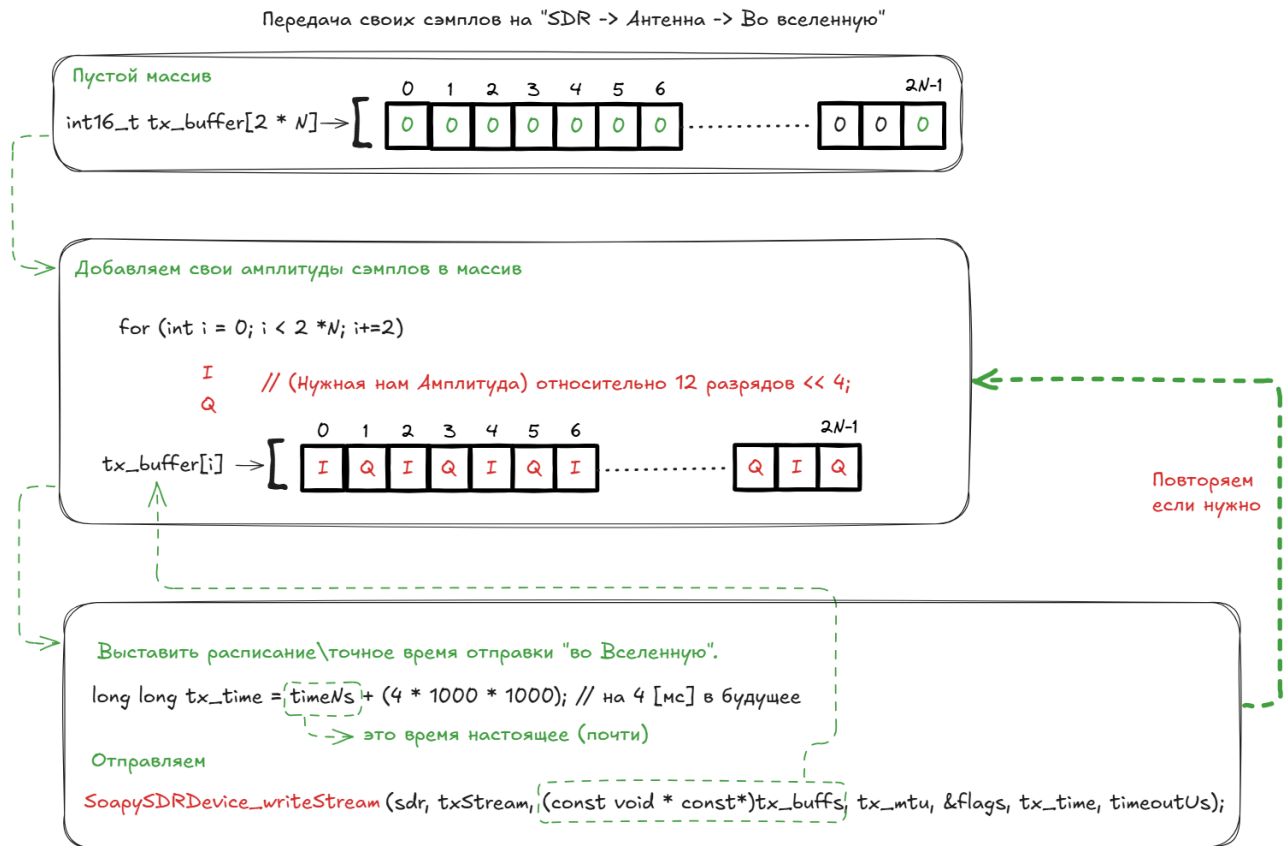 Передача своих сэмплов на "SDR -> Антенна -> Во вселенную"
Пустой массив
0 1 2 3 4 5 6 2N-1
int16_t tx_buffer[2 * N] 0 0 0 0 0 0 0 0 0 0
Добавляем свои амплитуды сэмплов в массив
for (int i = 0; i < 2 *N; i+=2)
I
// (Нужная нам Амплитуда) относительно 12 разрядов << 4;
Q
0 1 2 3 4 5 6 2N-1
tx_buffer[i] I Q I Q I Q I Q I Q
Повторяем
если нужно
Выставить расписание\точное время отправки "во Вселенную".
long long tx_time = timeNs + (4 * 1000 * 1000); // на 4 [мс] в будущее
это время настоящее (почти)
Отправляем
SoapySDRDevice_writeStream (sdr, txStream, (const void * const*)tx_buffs, tx_mtu, &flags, tx_time, timeoutUs);